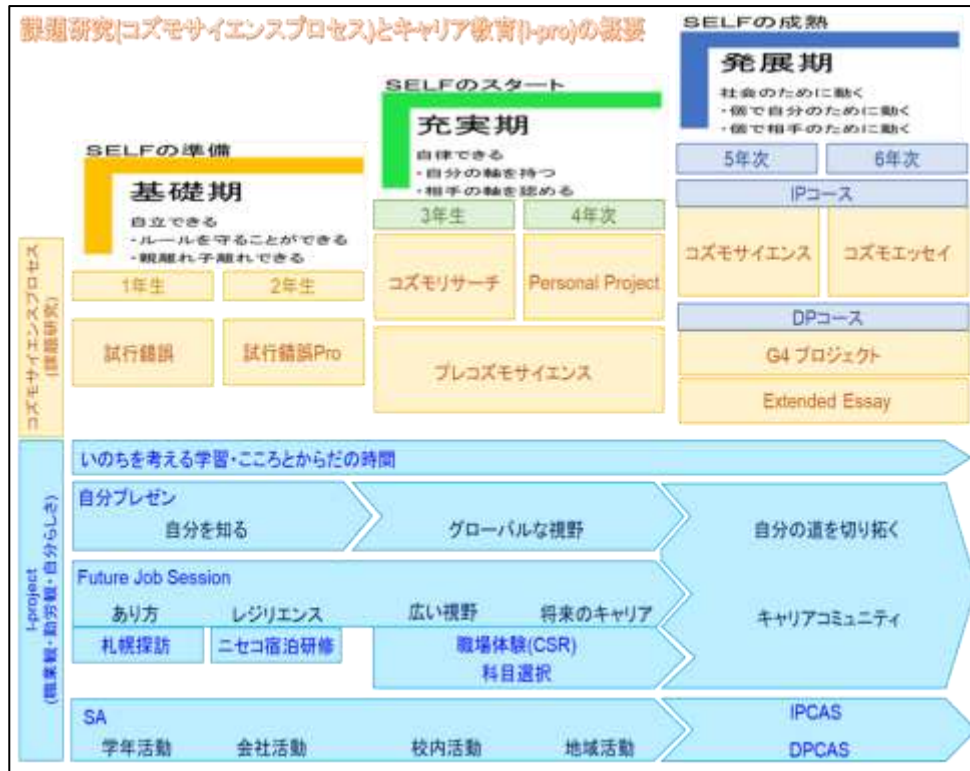 課題研究(コズモサイエンスプロセス)とキャリア教育(I-pro)の概要
SELFの準備
基礎期
自立できる
・ルールを守ることができる
・親離れ子離れできる
SELFのスタート
充実期
自律できる
・自分の軸を持つ
・相手の軸を認める
SELFの成熟
発展期
社会のために動く
・個で自分のために動く
・個で相手のために動く
1年生
2年生
3年生
4年次
5年次
6年次
コズモサイエンスプロセス
(課題研究)
試行錯誤
試行錯誤Pro
コズモリサーチ
Personal Project
プレコズモサイエンス
IPコース
コズモサイエンス
コズモエッセイ
DPコース
G4 プロジェクト
Extended Essay
I-project
(職業観・勤労観・自分らしさ)
いのちを考える学習・こころとからだの時間
自分プレゼン
自分を知る
グローバルな視野
自分の道を切り拓く
Future Job Session
あり方
レジリエンス
広い視野
将来のキャリア
キャリアコミュニティ
札幌探訪
ニセコ宿泊研修
職場体験(CSR)
科目選択
SA
学年活動
会社活動
校内活動
地域活動
IPCAS
DPCAS